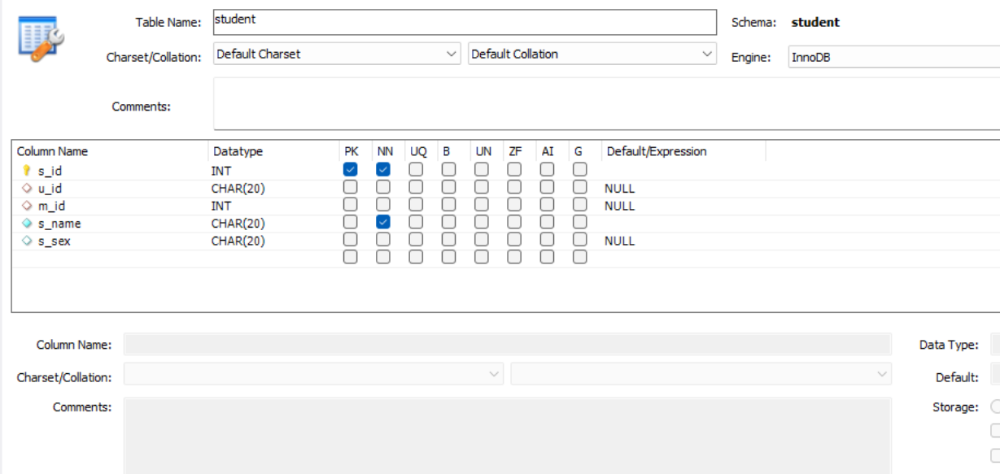 Table Name: student Schema: student
Charset/Collation: Default Charset Default Collation Engine: InnoDB
Comments:
Column Name Datatype PK NN UQ B UN ZF AI G Default/Expression
s_id INT
u_id CHAR(20) NULL
m_id INT NULL
s_name CHAR(20)
s_sex CHAR(20) NULL
Column Name: Data Type:
Charset/Collation: Default:
Comments: Storage: